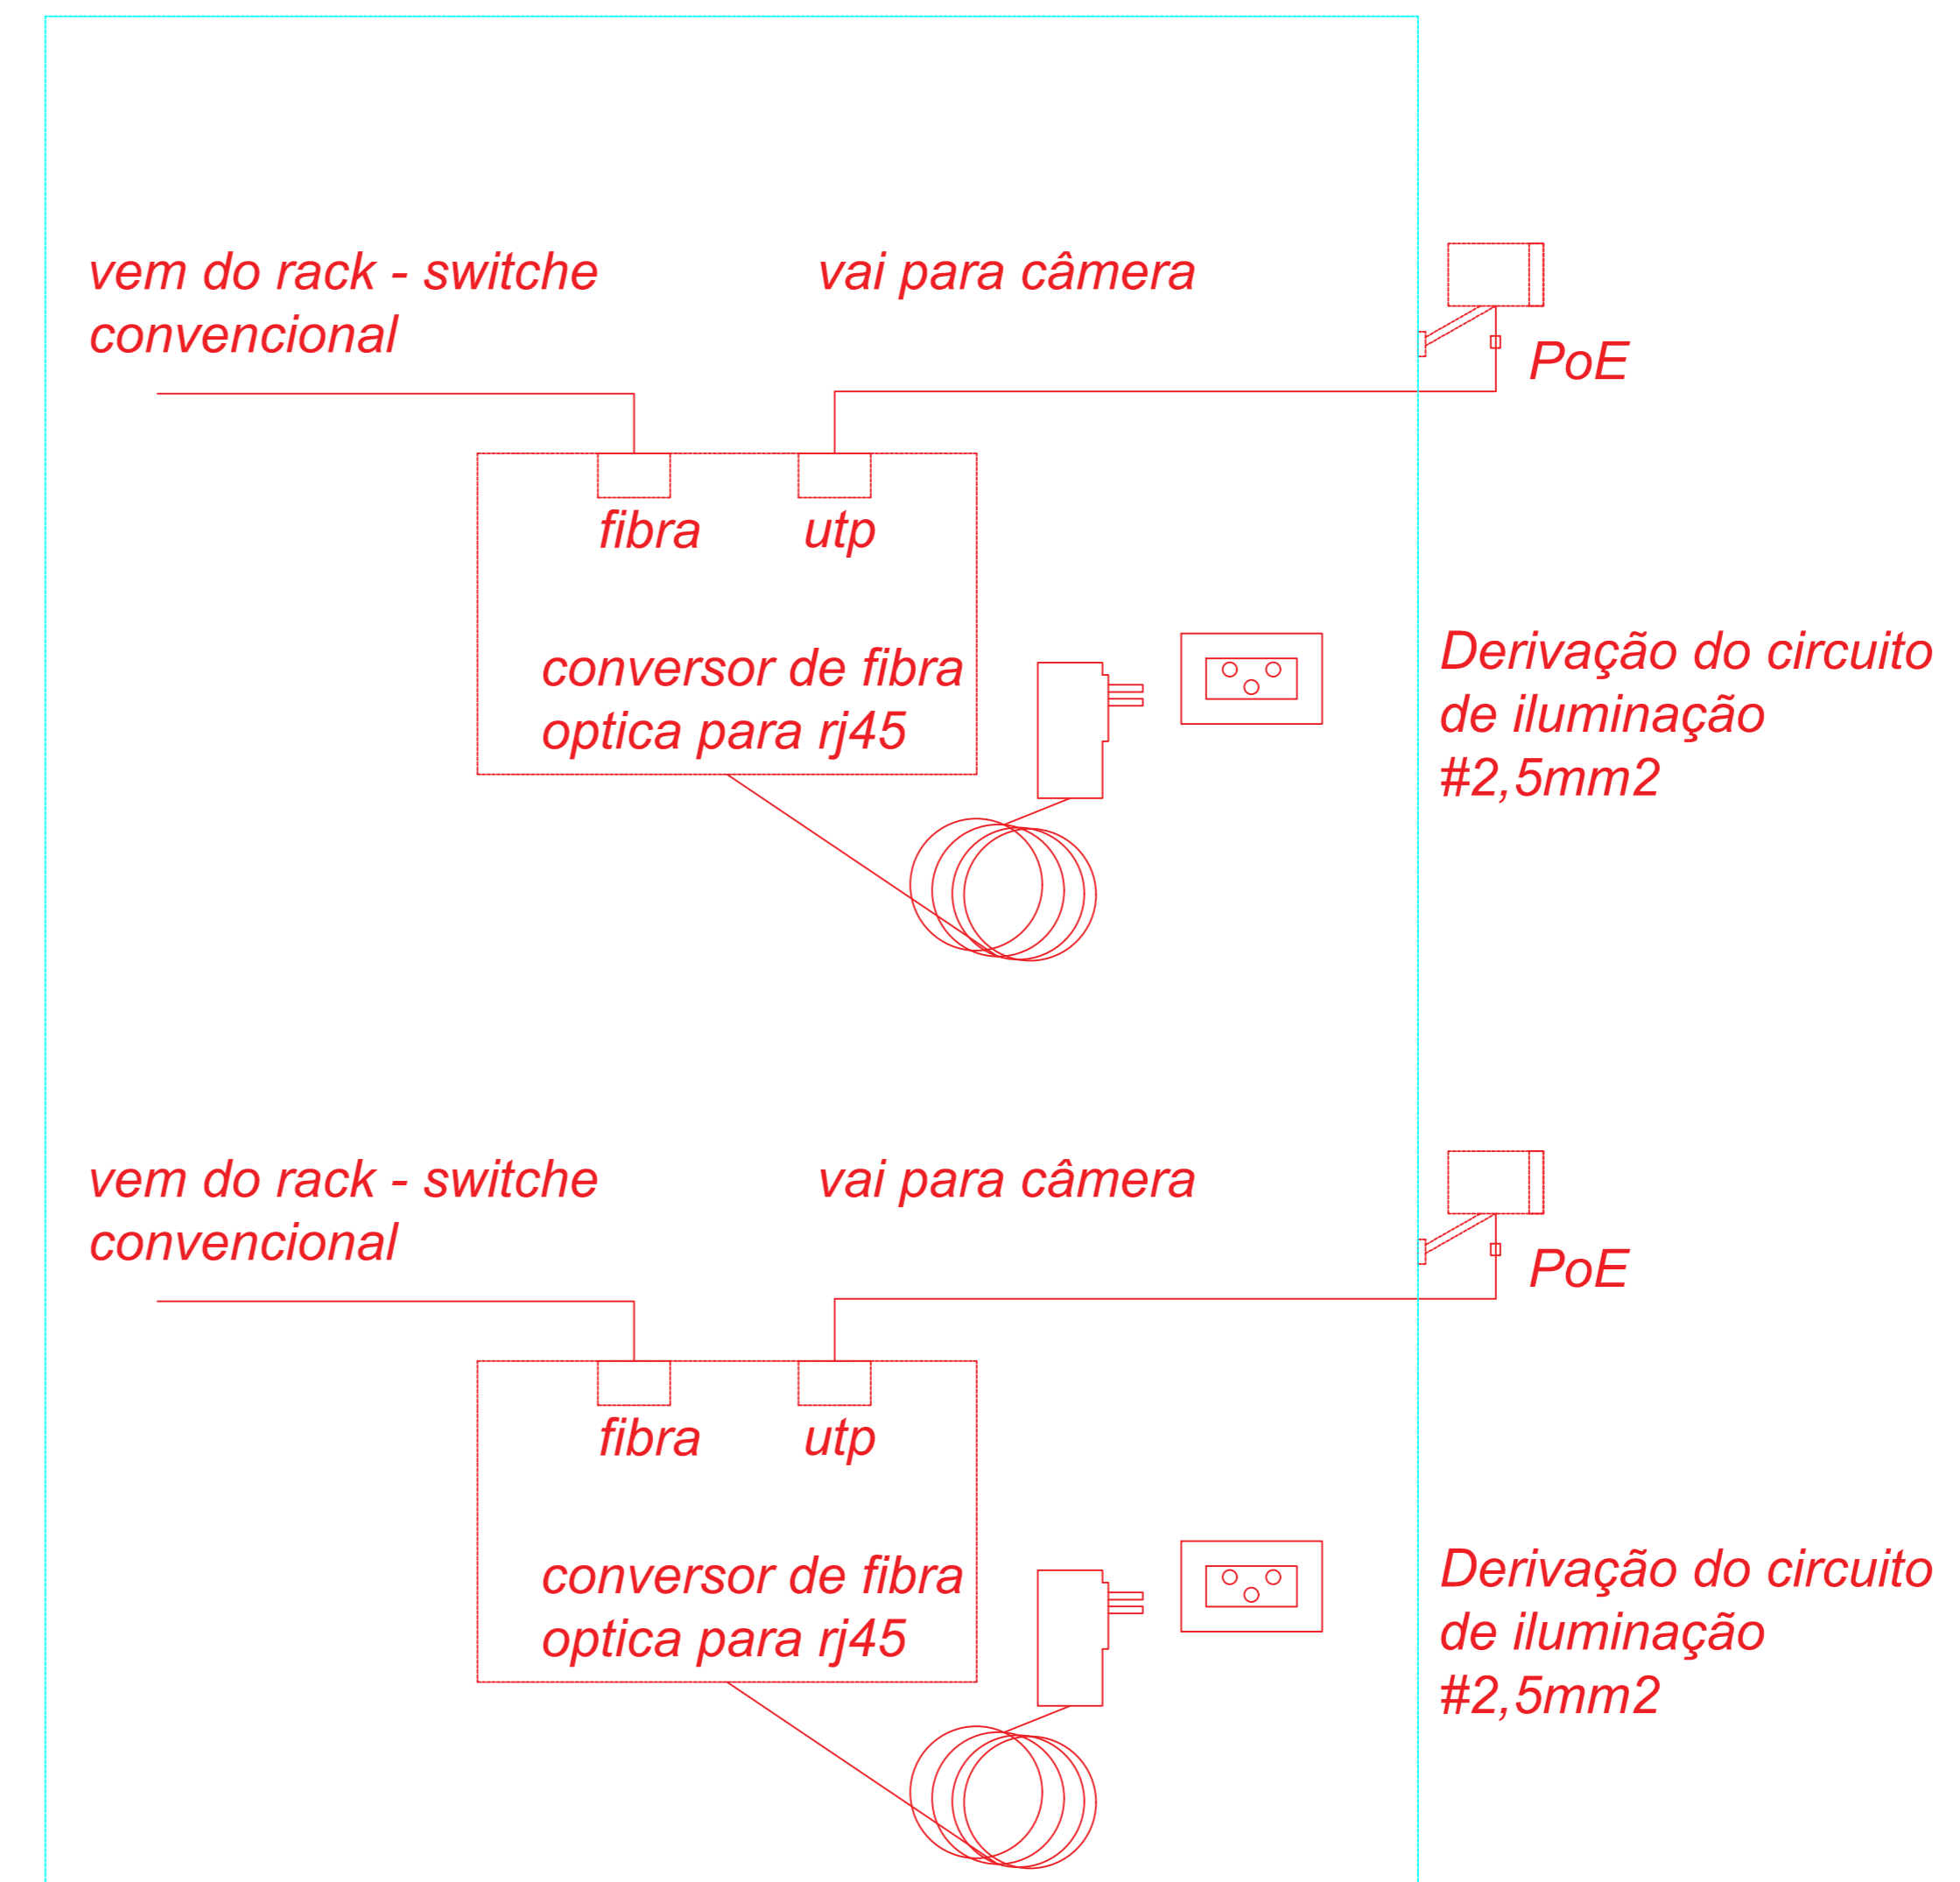 vem do rack - switche
convencional
vai para câmera
PoE
fibra
utp
conversor de fibra
optica para rj45
Derivação do circuito
de iluminação
#2,5mm2
vem do rack - switche
convencional
vai para câmera
PoE
fibra
utp
conversor de fibra
optica para rj45
Derivação do circuito
de iluminação
#2,5mm2